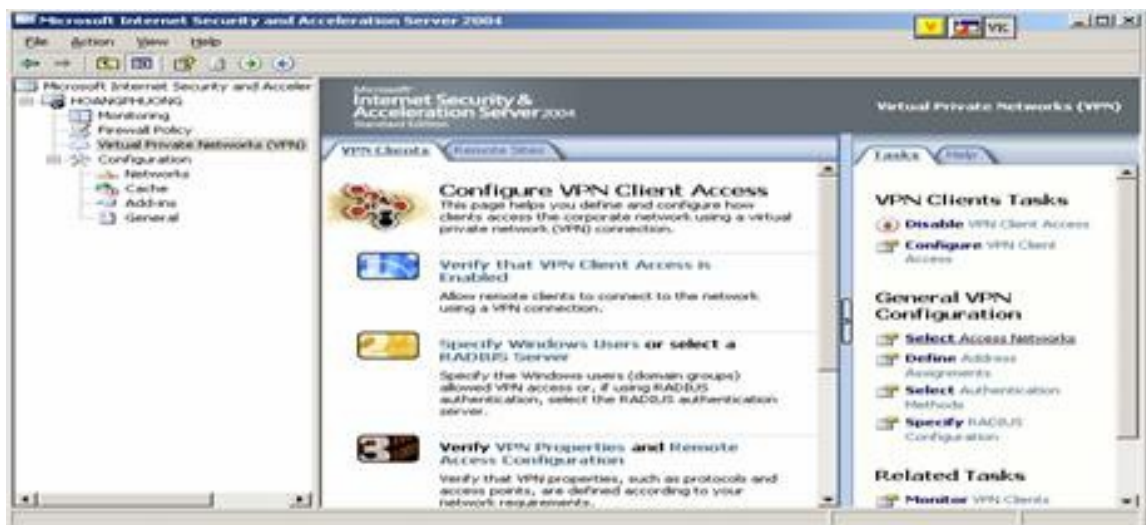 Microsoft Internet Security and Acceleration Server 2004
V
VK
File Action View Help
Microsoft Internet Security and Acceler
HOANGPHUONG
Monitoring
Firewall Policy
Virtual Private Networks (VPN)
Configuration
Networks
Cache
Add-ins
General
Microsoft
Internet Security &
Acceleration Server 2004
Standard Edition
Virtual Private Networks (VPN)
VPN Clients
Remote Sites
Configure VPN Client Access
This page helps you define and configure how
clients access the corporate network using a virtual
private network (VPN) connection.
1
Verify that VPN Client Access is
Enabled
Allow remote clients to connect to the network
using a VPN connection.
2
Specify Windows Users or select a
RADIUS Server
Specify the Windows users (domain groups)
allowed VPN access or, if using RADIUS
authentication, select the RADIUS authentication
server.
3
Verify VPN Properties and Remote
Access Configuration
Verify that VPN properties, such as protocols and
access points, are defined according to your
network requirements.
Tasks
Help
VPN Clients Tasks
Disable VPN Client Access
Configure VPN Client
Access
General VPN
Configuration
Select Access Networks
Define Address
Assignments
Select Authentication
Methods
Specify RADIUS
Configuration
Related Tasks
Monitor VPN Clients